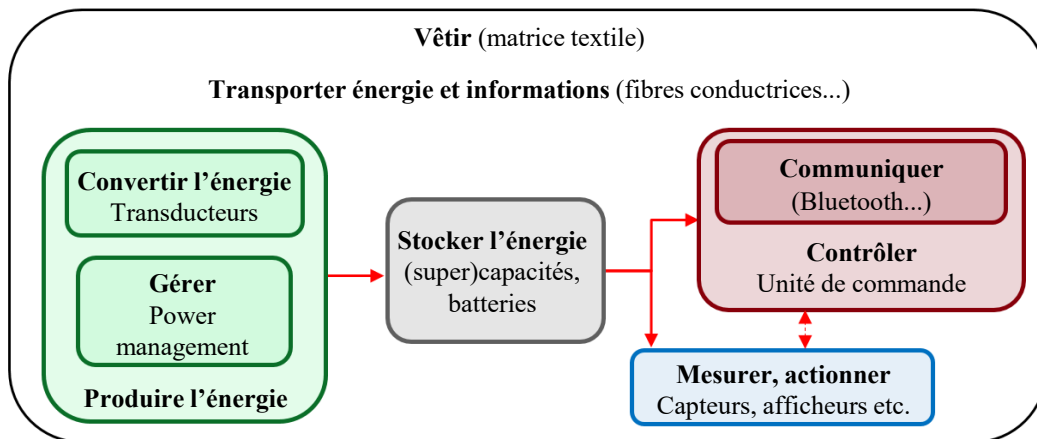 Vêtir (matrice textile)
Transporter énergie et informations (fibres conductrices...)
Convertir l’énergie
Transducteurs
Gérer
Power
management
Produire l’énergie
Stocker l’énergie
(super)capacités,
batteries
Communiquer
(Bluetooth...)
Contrôler
Unité de commande
Mesurer, actionner
Capteurs, afficheurs etc.